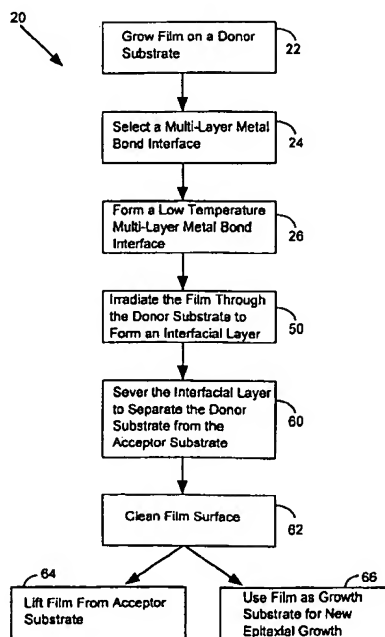 20
Grow Film on a Donor
Substrate
22
Select a Multi-Layer Metal
Bond Interface
24
Form a Low Temperature
Multi-Layer Metal Bond
Interface
26
Irradiate the Film Through
the Donor Substrate to
Form an Interfacial Layer
50
Sever the Interfacial Layer
to Separate the Donor
Substrate from the
Acceptor Substrate
60
Clean Film Surface
62
64
Lift Film From Acceptor
Substrate
66
Use Film as Growth
Substrate for New
Epitaxial Growth